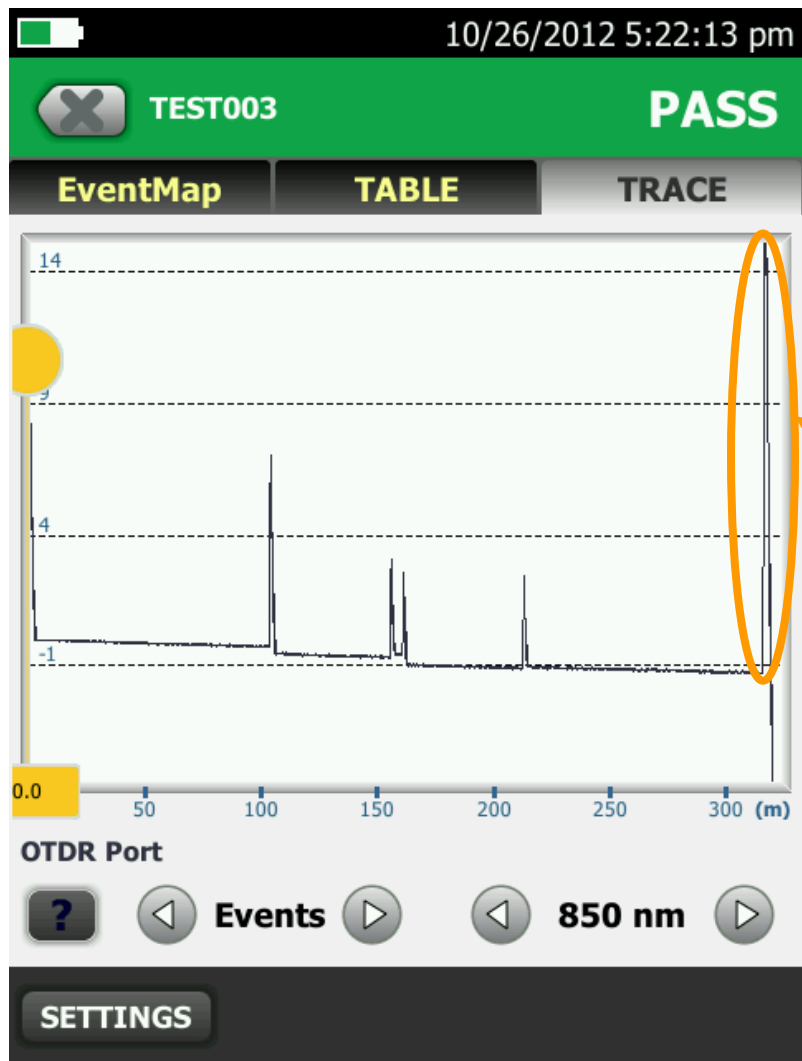 10/26/2012 5:22:13 pm
TEST003 PASS
EventMap TABLE TRACE
14
9
4
-1
0.0
50 100 150 200 250 300 (m)
OTDR Port
? Events 850 nm
SETTINGS